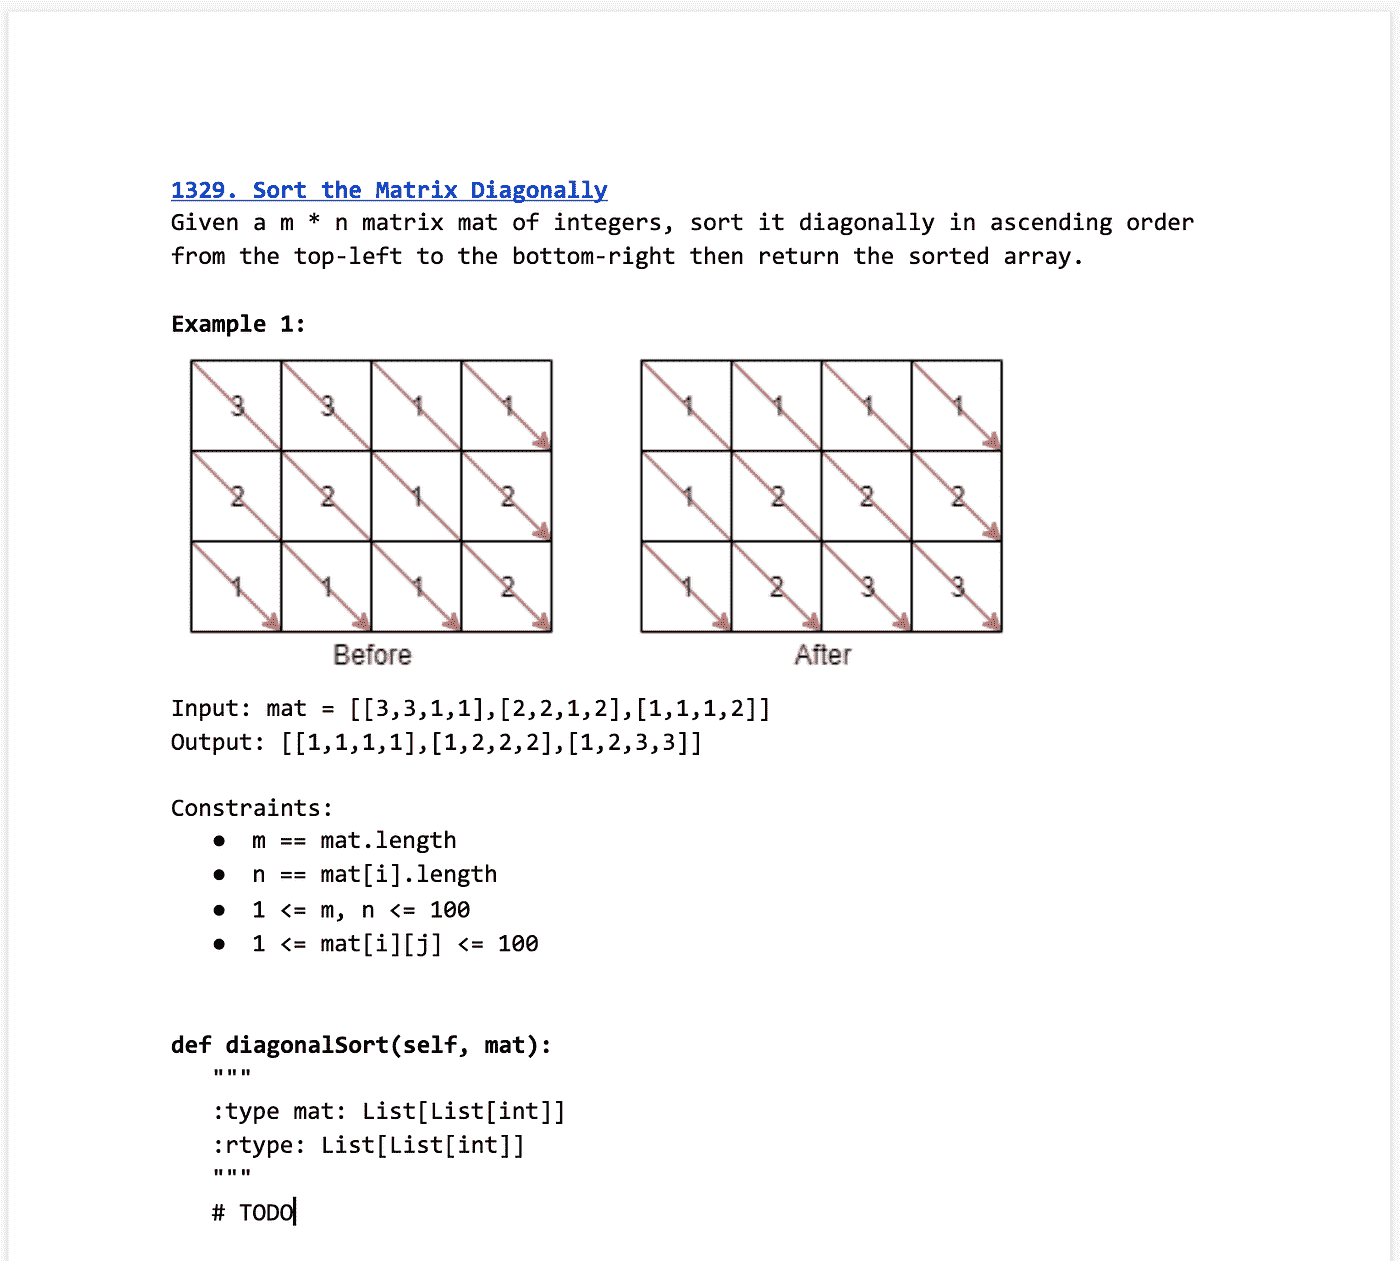 1329. Sort the Matrix Diagonally
Given a m * n matrix mat of integers, sort it diagonally in ascending order
from the top-left to the bottom-right then return the sorted array.
Example 1:
3 3 1 1
2 2 1 2
1 1 1 2
Before
1 1 1 1
1 2 2 2
1 2 3 3
After
Input: mat = [[3,3,1,1],[2,2,1,2],[1,1,1,2]]
Output: [[1,1,1,1],[1,2,2,2],[1,2,3,3]]
Constraints:
● m == mat.length
● n == mat[i].length
● 1 <= m, n <= 100
● 1 <= mat[i][j] <= 100
def diagonalSort(self, mat):
"""
:type mat: List[List[int]]
:rtype: List[List[int]]
"""
# TODO